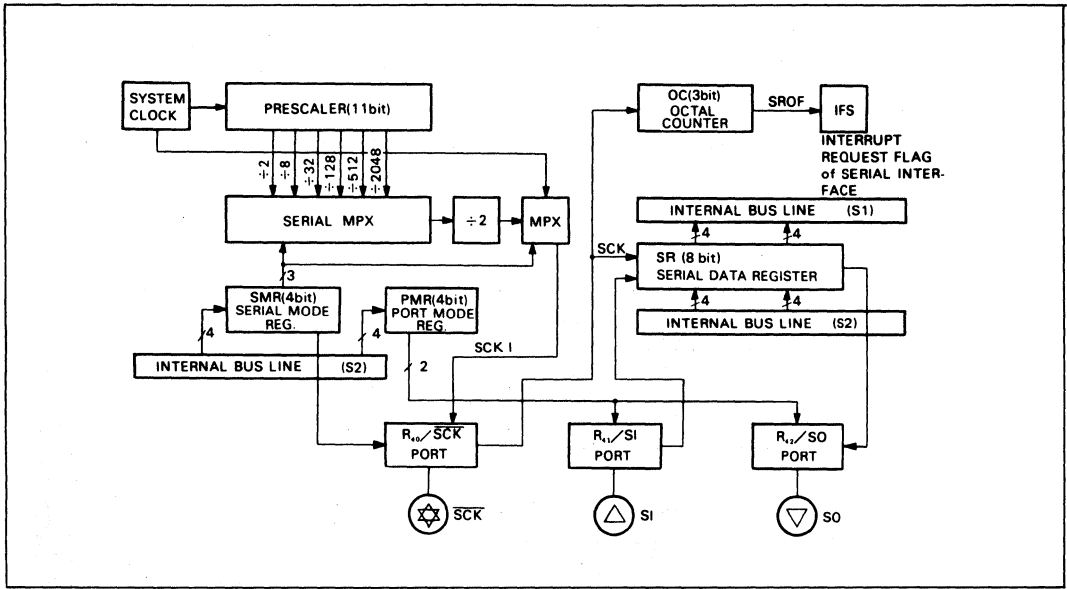 SYSTEM
CLOCK
PRESCALER(11bit)
OC(3bit)
OCTAL
COUNTER
SROF
IFS
INTERRUPT
REQUEST FLAG
of SERIAL INTER-
FACE
÷2
÷8
÷32
÷128
÷512
÷2048
SERIAL MPX
÷2
MPX
INTERNAL BUS LINE (S1)
4
4
SCK
SR (8 bit)
SERIAL DATA REGISTER
4
4
INTERNAL BUS LINE (S2)
3
SMR(4bit)
SERIAL MODE
REG.
PMR(4bit)
PORT MODE
REG.
4
4
SCK I
INTERNAL BUS LINE (S2)
2
R₄₀/S̅C̅K̅
PORT
R₄₁/SI
PORT
R₄₂/SO
PORT
S̅C̅K̅
SI
SO